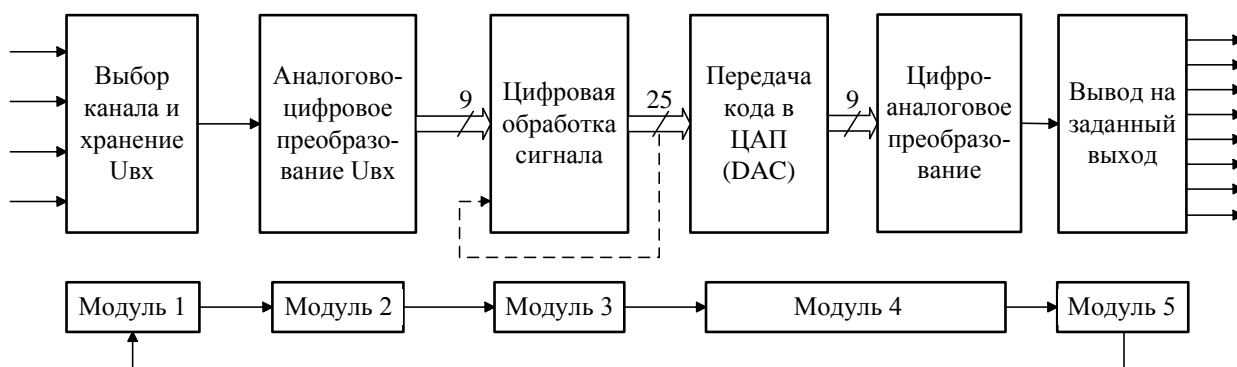 Выбор
канала и
хранение
Uвх
Аналогово-
цифровое
преобразо-
вание Uвх
9
Цифровая
обработка
сигнала
25
Передача
кода в
ЦАП
(DAC)
9
Цифро-
аналоговое
преобразо-
вание
Вывод на
заданный
выход
Модуль 1
Модуль 2
Модуль 3
Модуль 4
Модуль 5